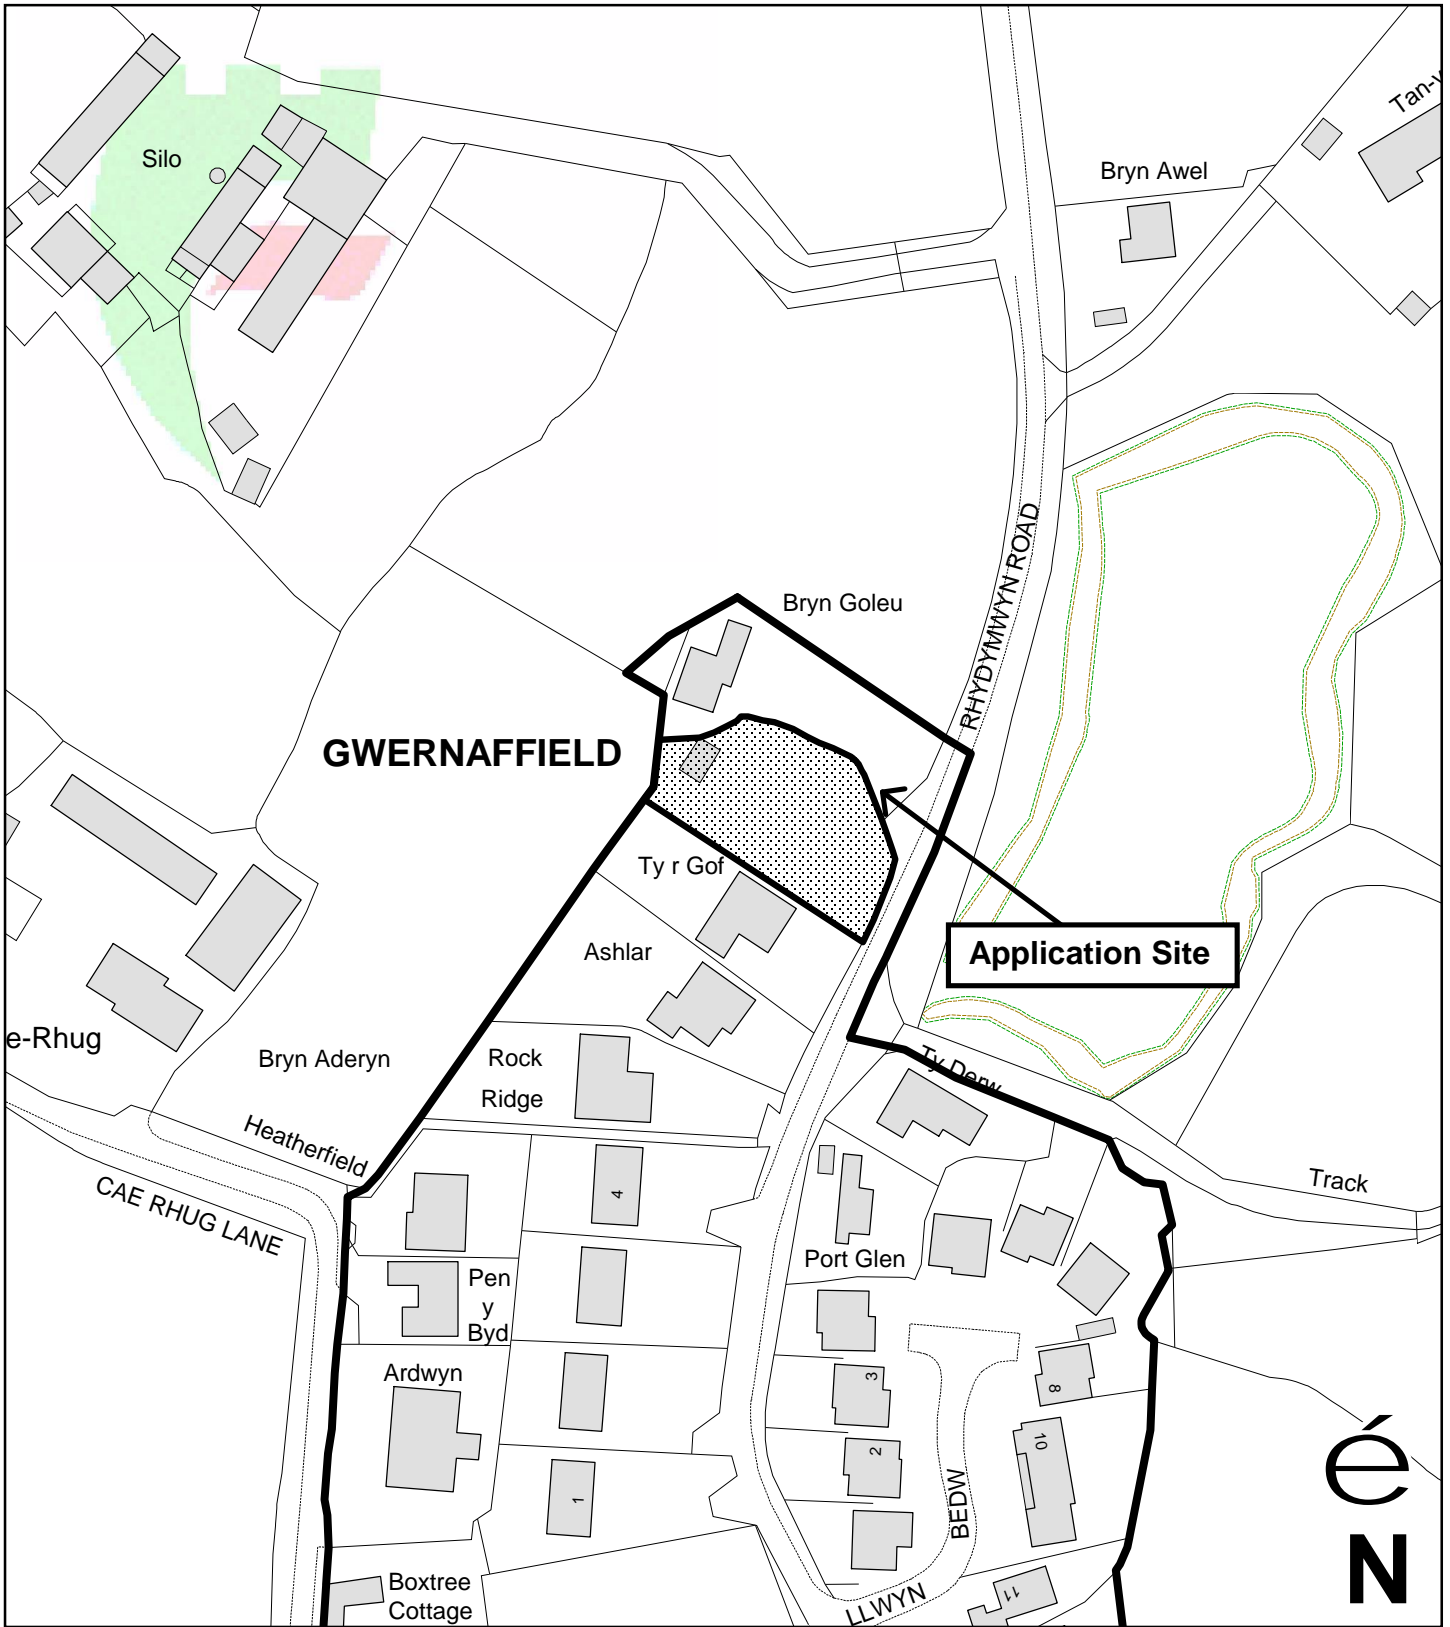 Silo
Tan-y
Bryn Awel
RHYDYMWYN ROAD
Bryn Goleu
GWERNAFFIELD
Ty r Gof
Application Site
Ashlar
e-Rhug
Bryn Aderyn
Rock
Ridge
Ty Derw
Heatherfield
CAE RHUG LANE
Track
4
Port Glen
Pen
y
Byd
Ardwyn
3
8
2
10
1
BEDW
LLWYN
11
Boxtree
Cottage
é
N